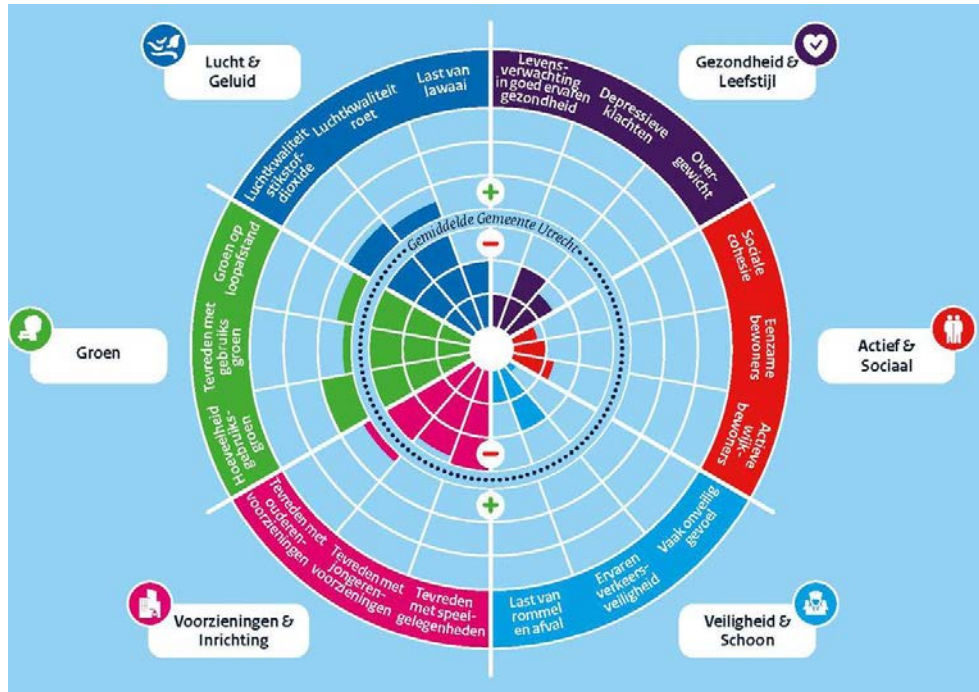 Lucht &
Geluid
Gezondheid &
Leefstijl
Actief &
Sociaal
Veiligheid &
Schoon
Voorzieningen &
Inrichting
Groen
Luchtkwaliteit
stikstof-
dioxide
Luchtkwaliteit
roet
Last van
lawaai
Levens-
verwachting
in goed ervaren
gezondheid
Depressieve
klachten
Over-
gewicht
Sociale
cohesie
Eenzame
bewoners
Actieve
wijk-
bewoners
Vaak onveilig
gevoel
Ervaren
verkeers-
veiligheid
Last van
rommel
en afval
Tevreden
met speel-
gelegenheden
Tevreden met
jongeren-
voorzieningen
Tevreden met
ouderen-
voorzieningen
Hoeveelheid
gebruiks-
groen
Tevreden met
gebruiks
groen
Groen op
loopafstand
+
Gemiddelde Gemeente Utrecht
−
−
+